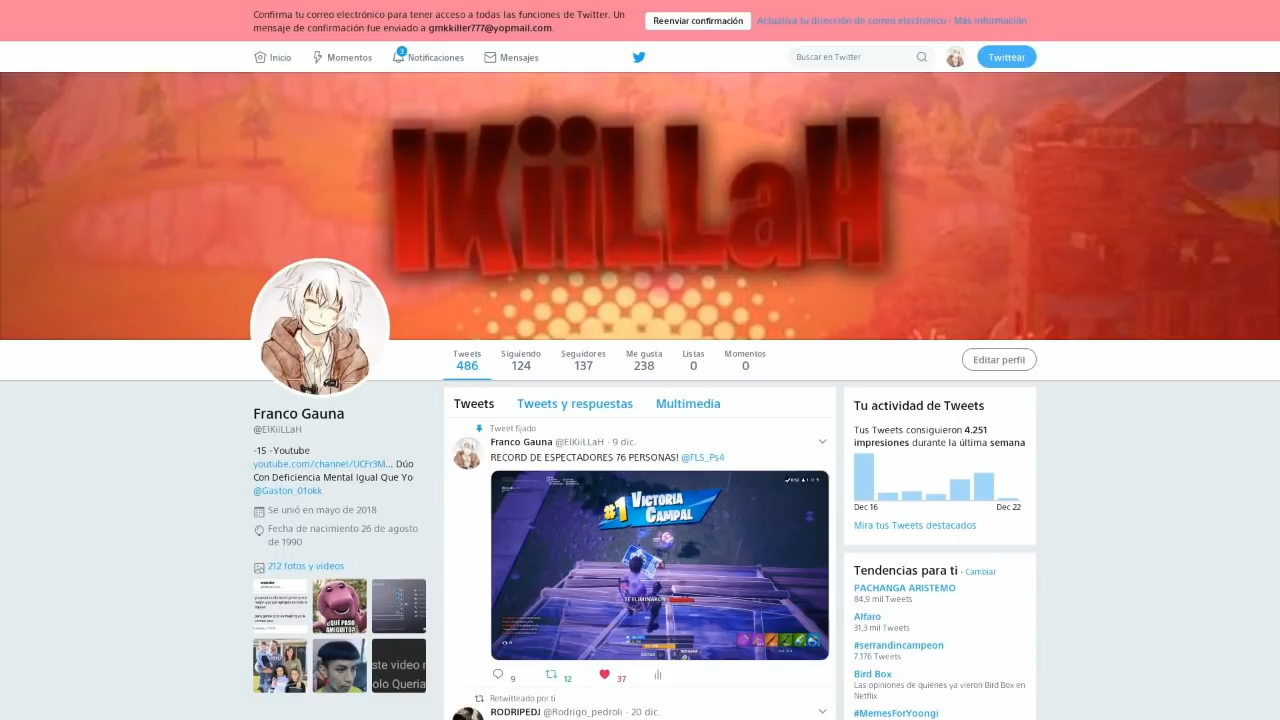 Confirma tu correo electrónico para tener acceso a todas las funciones de Twitter. Un
mensaje de confirmación fue enviado a gmkkiller777@yopmail.com.
Reenviar confirmación
Actualiza tu dirección de correo electrónico · Más información
Inicio
Momentos
3
Notificaciones
Mensajes
Buscar en Twitter
Twittear
IKiiLLaH
Tweets
486
Siguiendo
124
Seguidores
137
Me gusta
238
Listas
0
Momentos
0
Editar perfil
Franco Gauna
@ElKiiLLaH
-15 -Youtube
youtube.com/channel/UCFr3M... Dúo
Con Deficiencia Mental Igual Que Yo
@Gaston_01okk
Se unió en mayo de 2018
Fecha de nacimiento 26 de agosto
de 1990
212 fotos y videos
¿QUE PASO
AMIGUITO?
ste video
olo Queria
Tweets
Tweets y respuestas
Multimedia
Tweet fijado
Franco Gauna @ElKiiLLaH · 9 dic.
RECORD DE ESPECTADORES 76 PERSONAS! @FLS_Ps4
#1 VICTORIA
CAMPAL
TE ELIMINARON
9
12
37
Retwitteado por ti
RODRIPEDJ @Rodrigo_pedroli · 20 dic.
Tu actividad de Tweets
Tus Tweets consiguieron 4.251
impresiones durante la última semana
Dec 16
Dec 22
Mira tus Tweets destacados
Tendencias para ti · Cambiar
PACHANGA ARISTEMO
84,9 mil Tweets
Alfaro
31,3 mil Tweets
#serrandincampeon
7.176 Tweets
Bird Box
Las opiniones de quienes ya vieron Bird Box en
Netflix
#MemesForYoongi